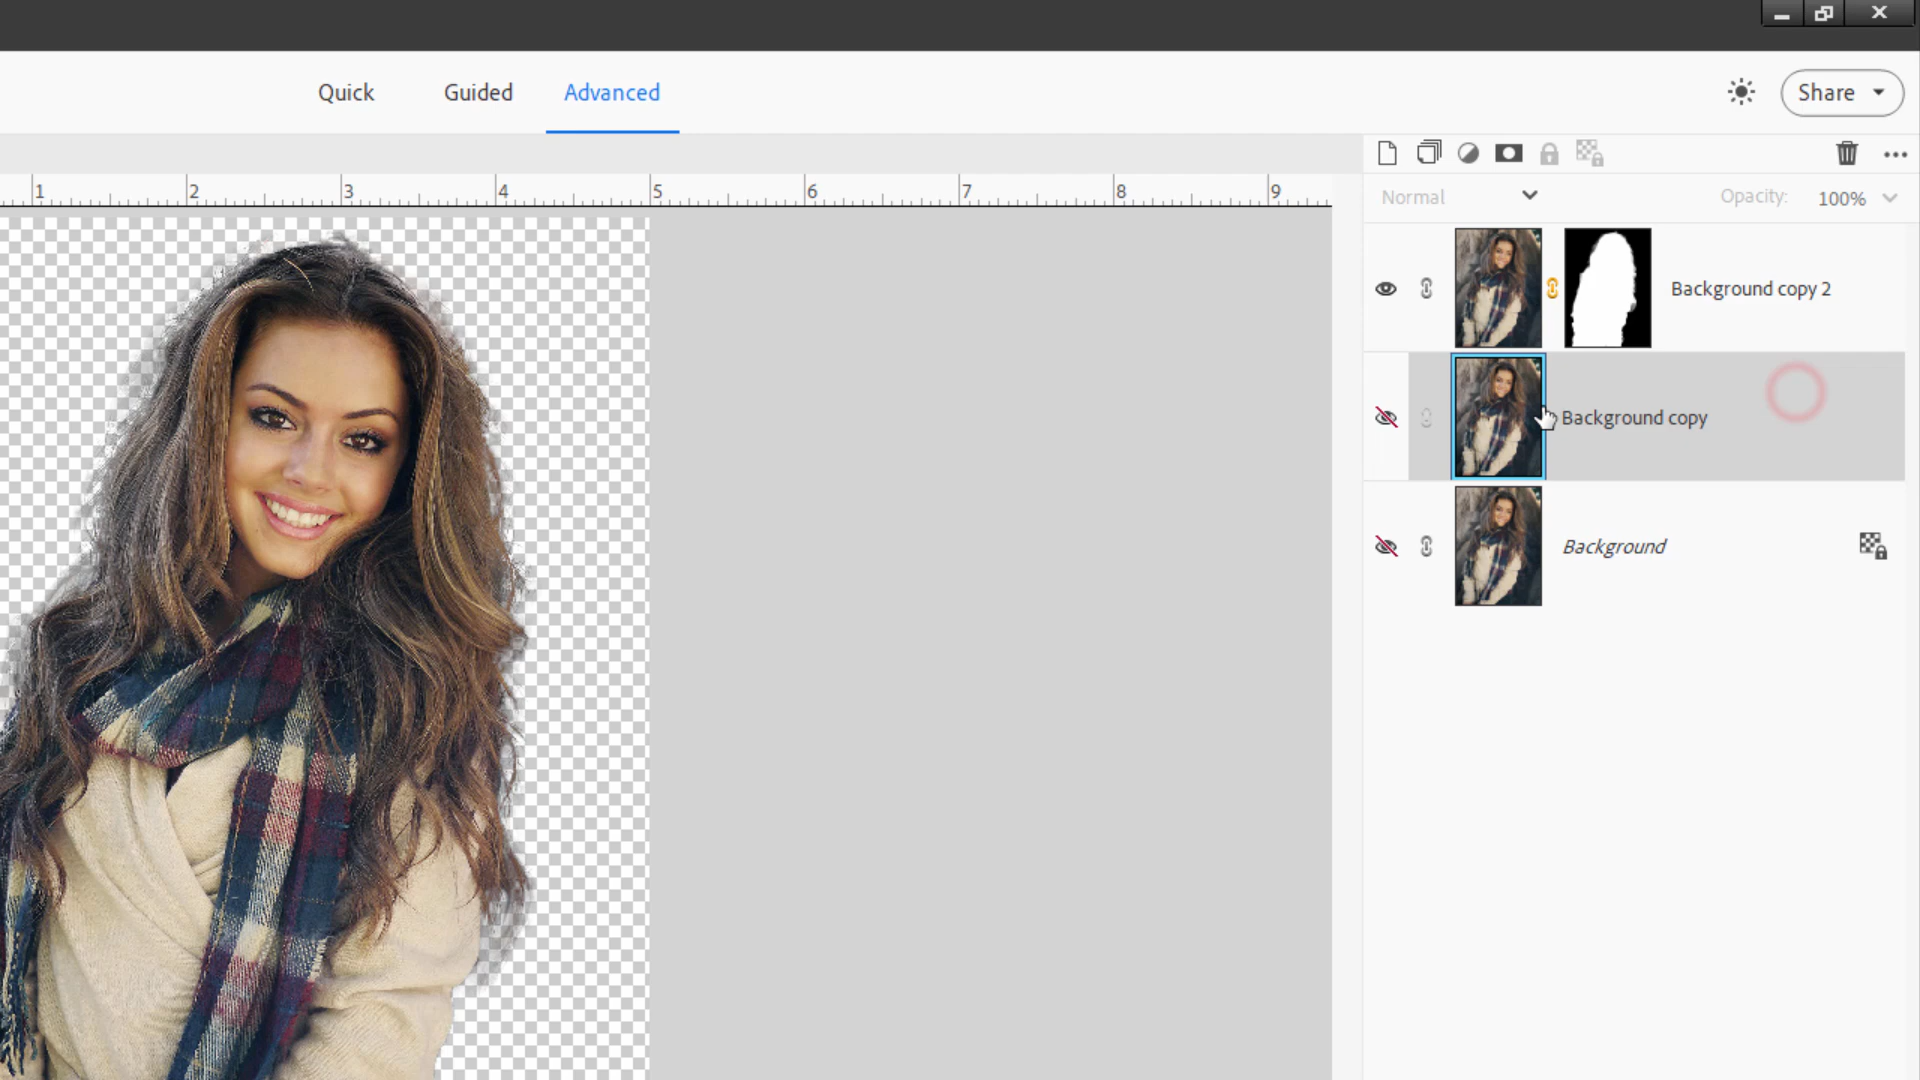 Quick Guided Advanced
Share
1 2 3 4 5 6 7 8 9
Normal Opacity: 100%
Background copy 2
Background copy
Background